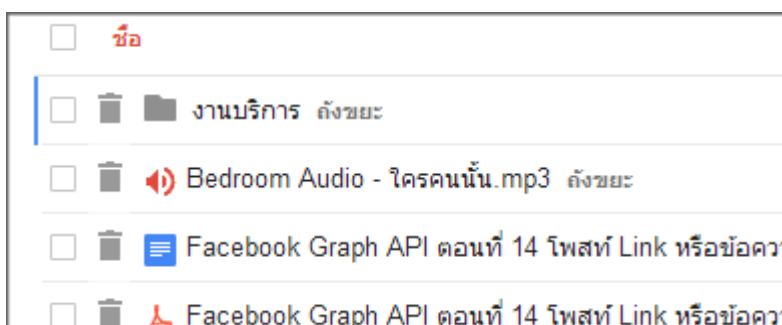 ชื่อ
งานบริการ ถังขยะ
Bedroom Audio - ใครคนนั้น.mp3 ถังขยะ
Facebook Graph API ตอนที่ 14 โพสท์ Link หรือข้อคว
Facebook Graph API ตอนที่ 14 โพสท์ Link หรือข้อคว